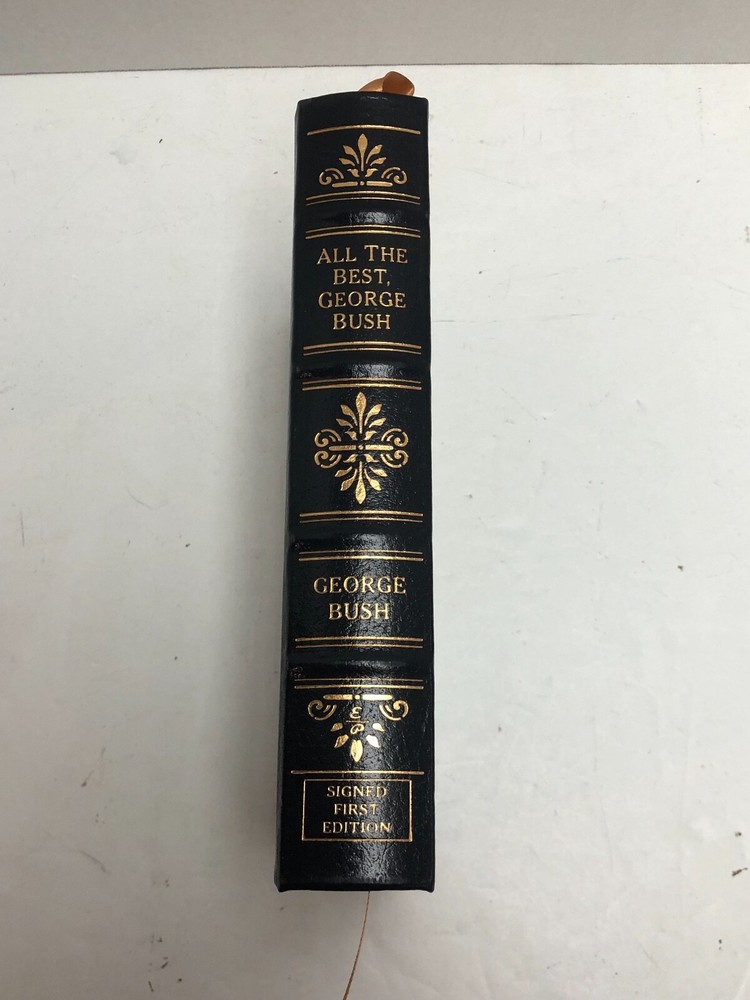 ALL THE
BEST,
GEORGE
BUSH
GEORGE
BUSH
E
P
SIGNED
FIRST
EDITION